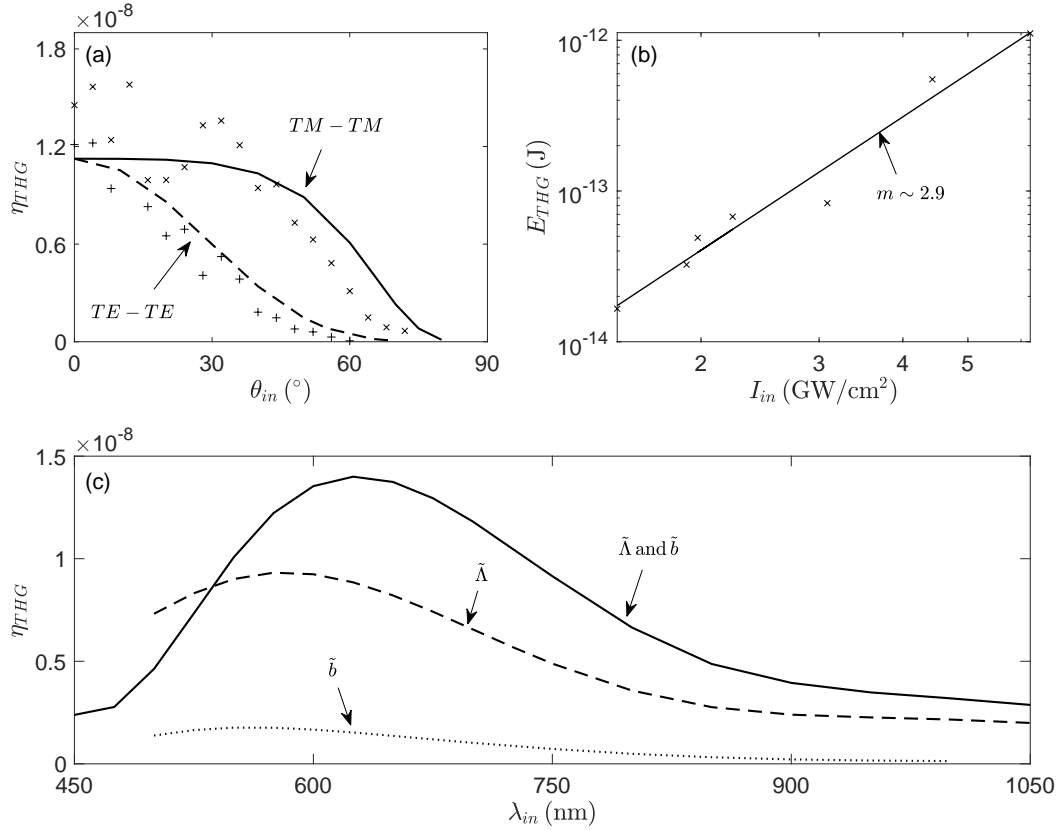 ×10⁻⁸
(a)
1.8
1.2
0.6
0
η_THG
TM − TM
TE − TE
0 30 60 90
θ_in (°)
(b)
10⁻¹²
10⁻¹³
10⁻¹⁴
E_THG (J)
m ∼ 2.9
2 3 4 5
I_in (GW/cm²)
×10⁻⁸
(c)
1.5
1
0.5
0
η_THG
Λ̃ and b̃
Λ̃
b̃
450 600 750 900 1050
λ_in (nm)